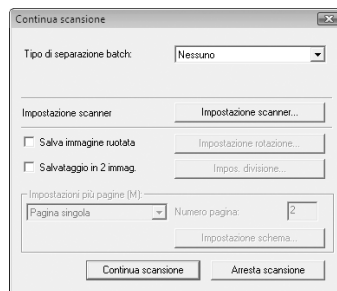 Continua scansione
Tipo di separazione batch: Nessuno
Impostazione scanner Impostazione scanner...
Salva immagine ruotata Impostazione rotazione...
Salvataggio in 2 immag. Impos. divisione...
Impostazioni più pagine (M):
Pagina singola Numero pagina: 2
Impostazione schema...
Continua scansione Arresta scansione